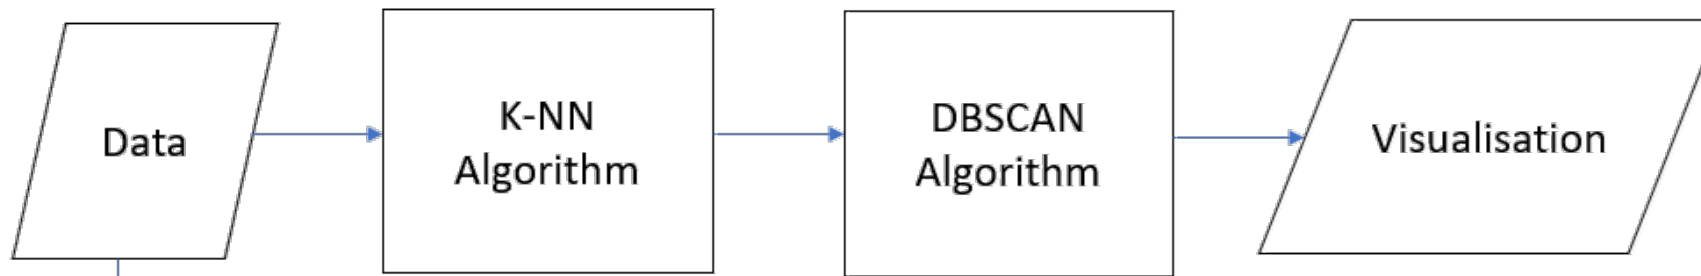 Data
K-NN
Algorithm
DBSCAN
Algorithm
Visualisation